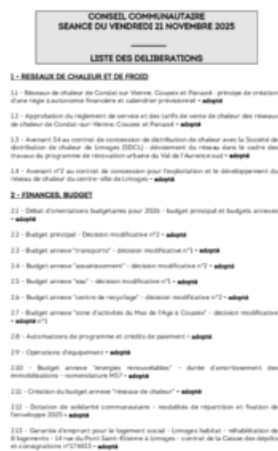 CONSEIL COMMUNAUTAIRE
SEANCE DU VENDREDI 21 NOVEMBRE 2025
LISTE DES DELIBERATIONS
1 - RESEAUX DE CHALEUR ET DE FROID
1.1 - Réseaux de chaleur de Condat sur Vienne, Couzeix et Panazol : principe de création
d'une régie à autonomie financière et calendrier prévisionnel • adopté
1.2 - Approbation du règlement de service et des tarifs de vente de chaleur des réseaux
de chaleur de Condat-sur-Vienne, Couzeix et Panazol • adopté
1.3 - Avenant 34 au contrat de concession de distribution de chaleur avec la Société de
distribution de chaleur de Limoges (SDCL) : dévoiement du réseau dans le cadre des
travaux du programme de rénovation urbaine du Val de l'Aurence sud • adopté
1.4 - Avenant n°2 au contrat de concession pour l'exploitation et le développement du
réseau de chaleur du centre-ville de Limoges • adopté
2 - FINANCES, BUDGET
2.1 - Débat d'orientations budgétaires pour 2026 - budget principal et budgets annexes
• adopté
2.2 - Budget principal - Décision modificative n°2 • adopté
2.3 - Budget annexe "transports" - décision modificative n°1 • adopté
2.4 - Budget annexe "assainissement" - décision modificative n°2 • adopté
2.5 - Budget annexe "eau" - décision modificative n°1 • adopté
2.6 - Budget annexe "centre de recyclage" - décision modificative n°2 • adopté
2.7 - Budget annexe "zone d'activités du Mas de l'Age à Couzeix" - décision modificative
• adopté n°1
2.8 - Autorisations de programme et crédits de paiement • adopté
2.9 - Opérations d'équipement • adopté
2.10 - Budget annexe "énergies renouvelables" - durée d'amortissement des
immobilisations - nomenclature M57 • adopté
2.11 - Création du budget annexe "réseaux de chaleur" • adopté
2.12 - Dotation de solidarité communautaire - modalités de répartition et fixation de
l'enveloppe 2025 • adopté
2.13 - Garantie d'emprunt pour le logement social - Limoges habitat - réhabilitation de
8 logements - 14 rue du Pont Saint-Etienne à Limoges - contrat de la Caisse des dépôts
et consignations n°174613 • adopté